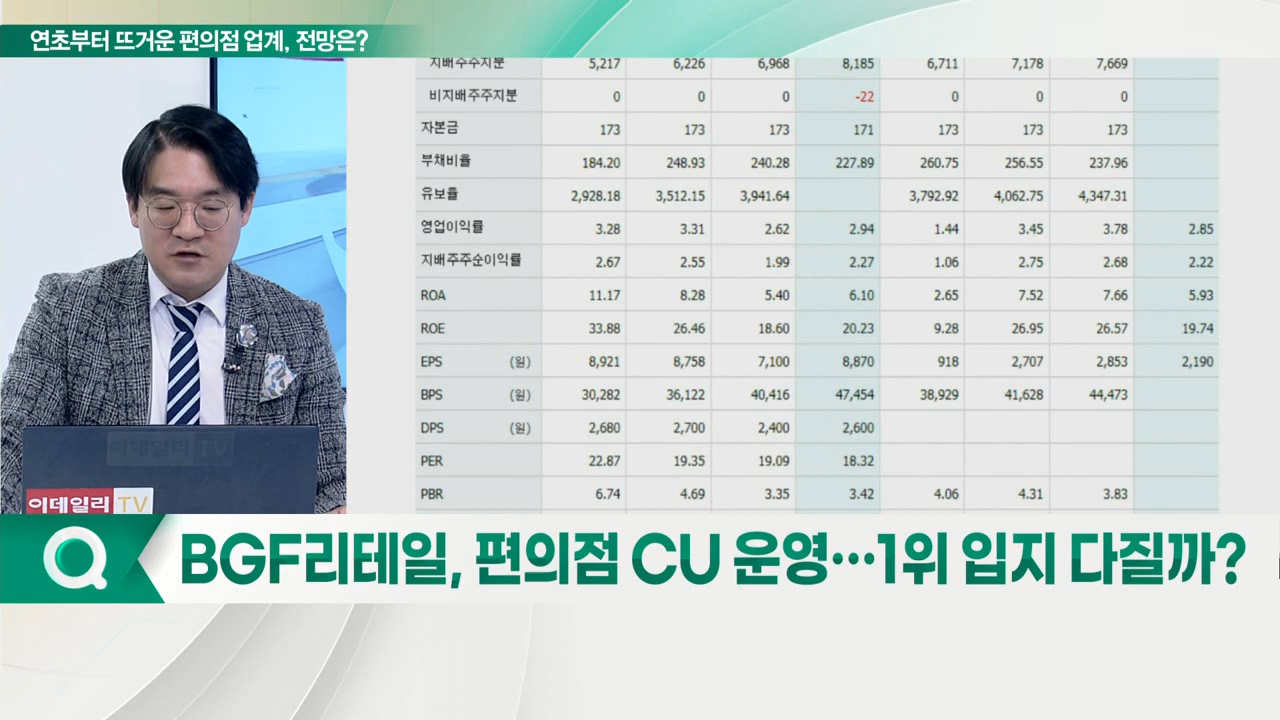 연초부터 뜨거운 편의점 업계, 전망은?
지배주주지분 5,217 6,226 6,968 8,185 6,711 7,178 7,669
비지배주주지분 0 0 0 -22 0 0 0
자본금 173 173 173 171 173 173 173
부채비율 184.20 248.93 240.28 227.89 260.75 256.55 237.96
유보율 2,928.18 3,512.15 3,941.64 3,792.92 4,062.75 4,347.31
영업이익률 3.28 3.31 2.62 2.94 1.44 3.45 3.78 2.85
지배주주순이익률 2.67 2.55 1.99 2.27 1.06 2.75 2.68 2.22
ROA 11.17 8.28 5.40 6.10 2.65 7.52 7.66 5.93
ROE 33.88 26.46 18.60 20.23 9.28 26.95 26.57 19.74
EPS (원) 8,921 8,758 7,100 8,870 918 2,707 2,853 2,190
BPS (원) 30,282 36,122 40,416 47,454 38,929 41,628 44,473
DPS (원) 2,680 2,700 2,400 2,600
PER 22.87 19.35 19.09 18.32
PBR 6.74 4.69 3.35 3.42 4.06 4.31 3.83
이데일리 TV
이데일리 TV
BGF리테일, 편의점 CU 운영…1위 입지 다질까?